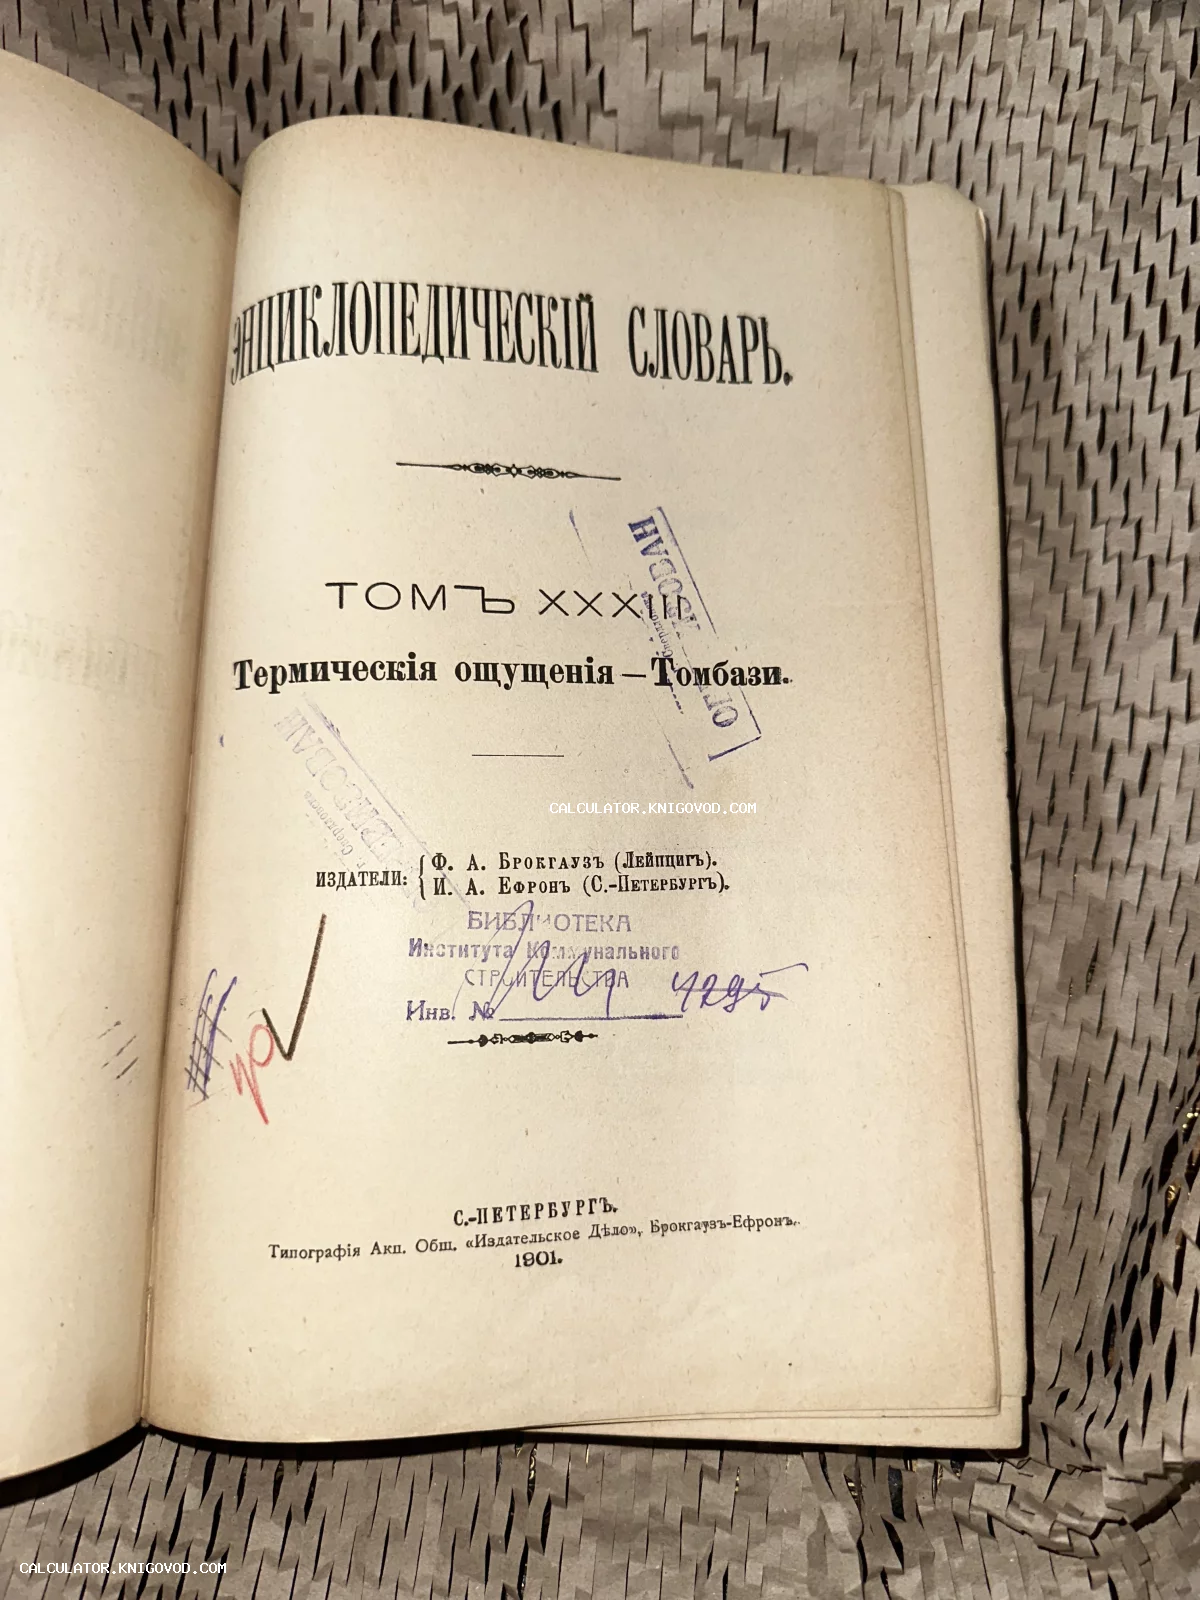 ЭНЦИКЛОПЕДИЧЕСКІЙ СЛОВАРЬ.
ТОМЪ XXXIII
Термическія ощущенія — Томбази.
CALCULATOR.KNIGOVOD.COM
ИЗДАТЕЛИ:
Ф. А. Брокгаузъ (Лейпцигъ).
И. А. Ефронъ (С.-Петербургъ).
БИБЛИОТЕКА
Института Коммунального
СТРОИТЕЛЬСТВА
Инв. №
4295
С.-ПЕТЕРБУРГЪ.
Типографія Акц. Общ. «Издательское Дѣло», Брокгаузъ-Ефронъ.
1901.
CALCULATOR.KNIGOVOD.COM